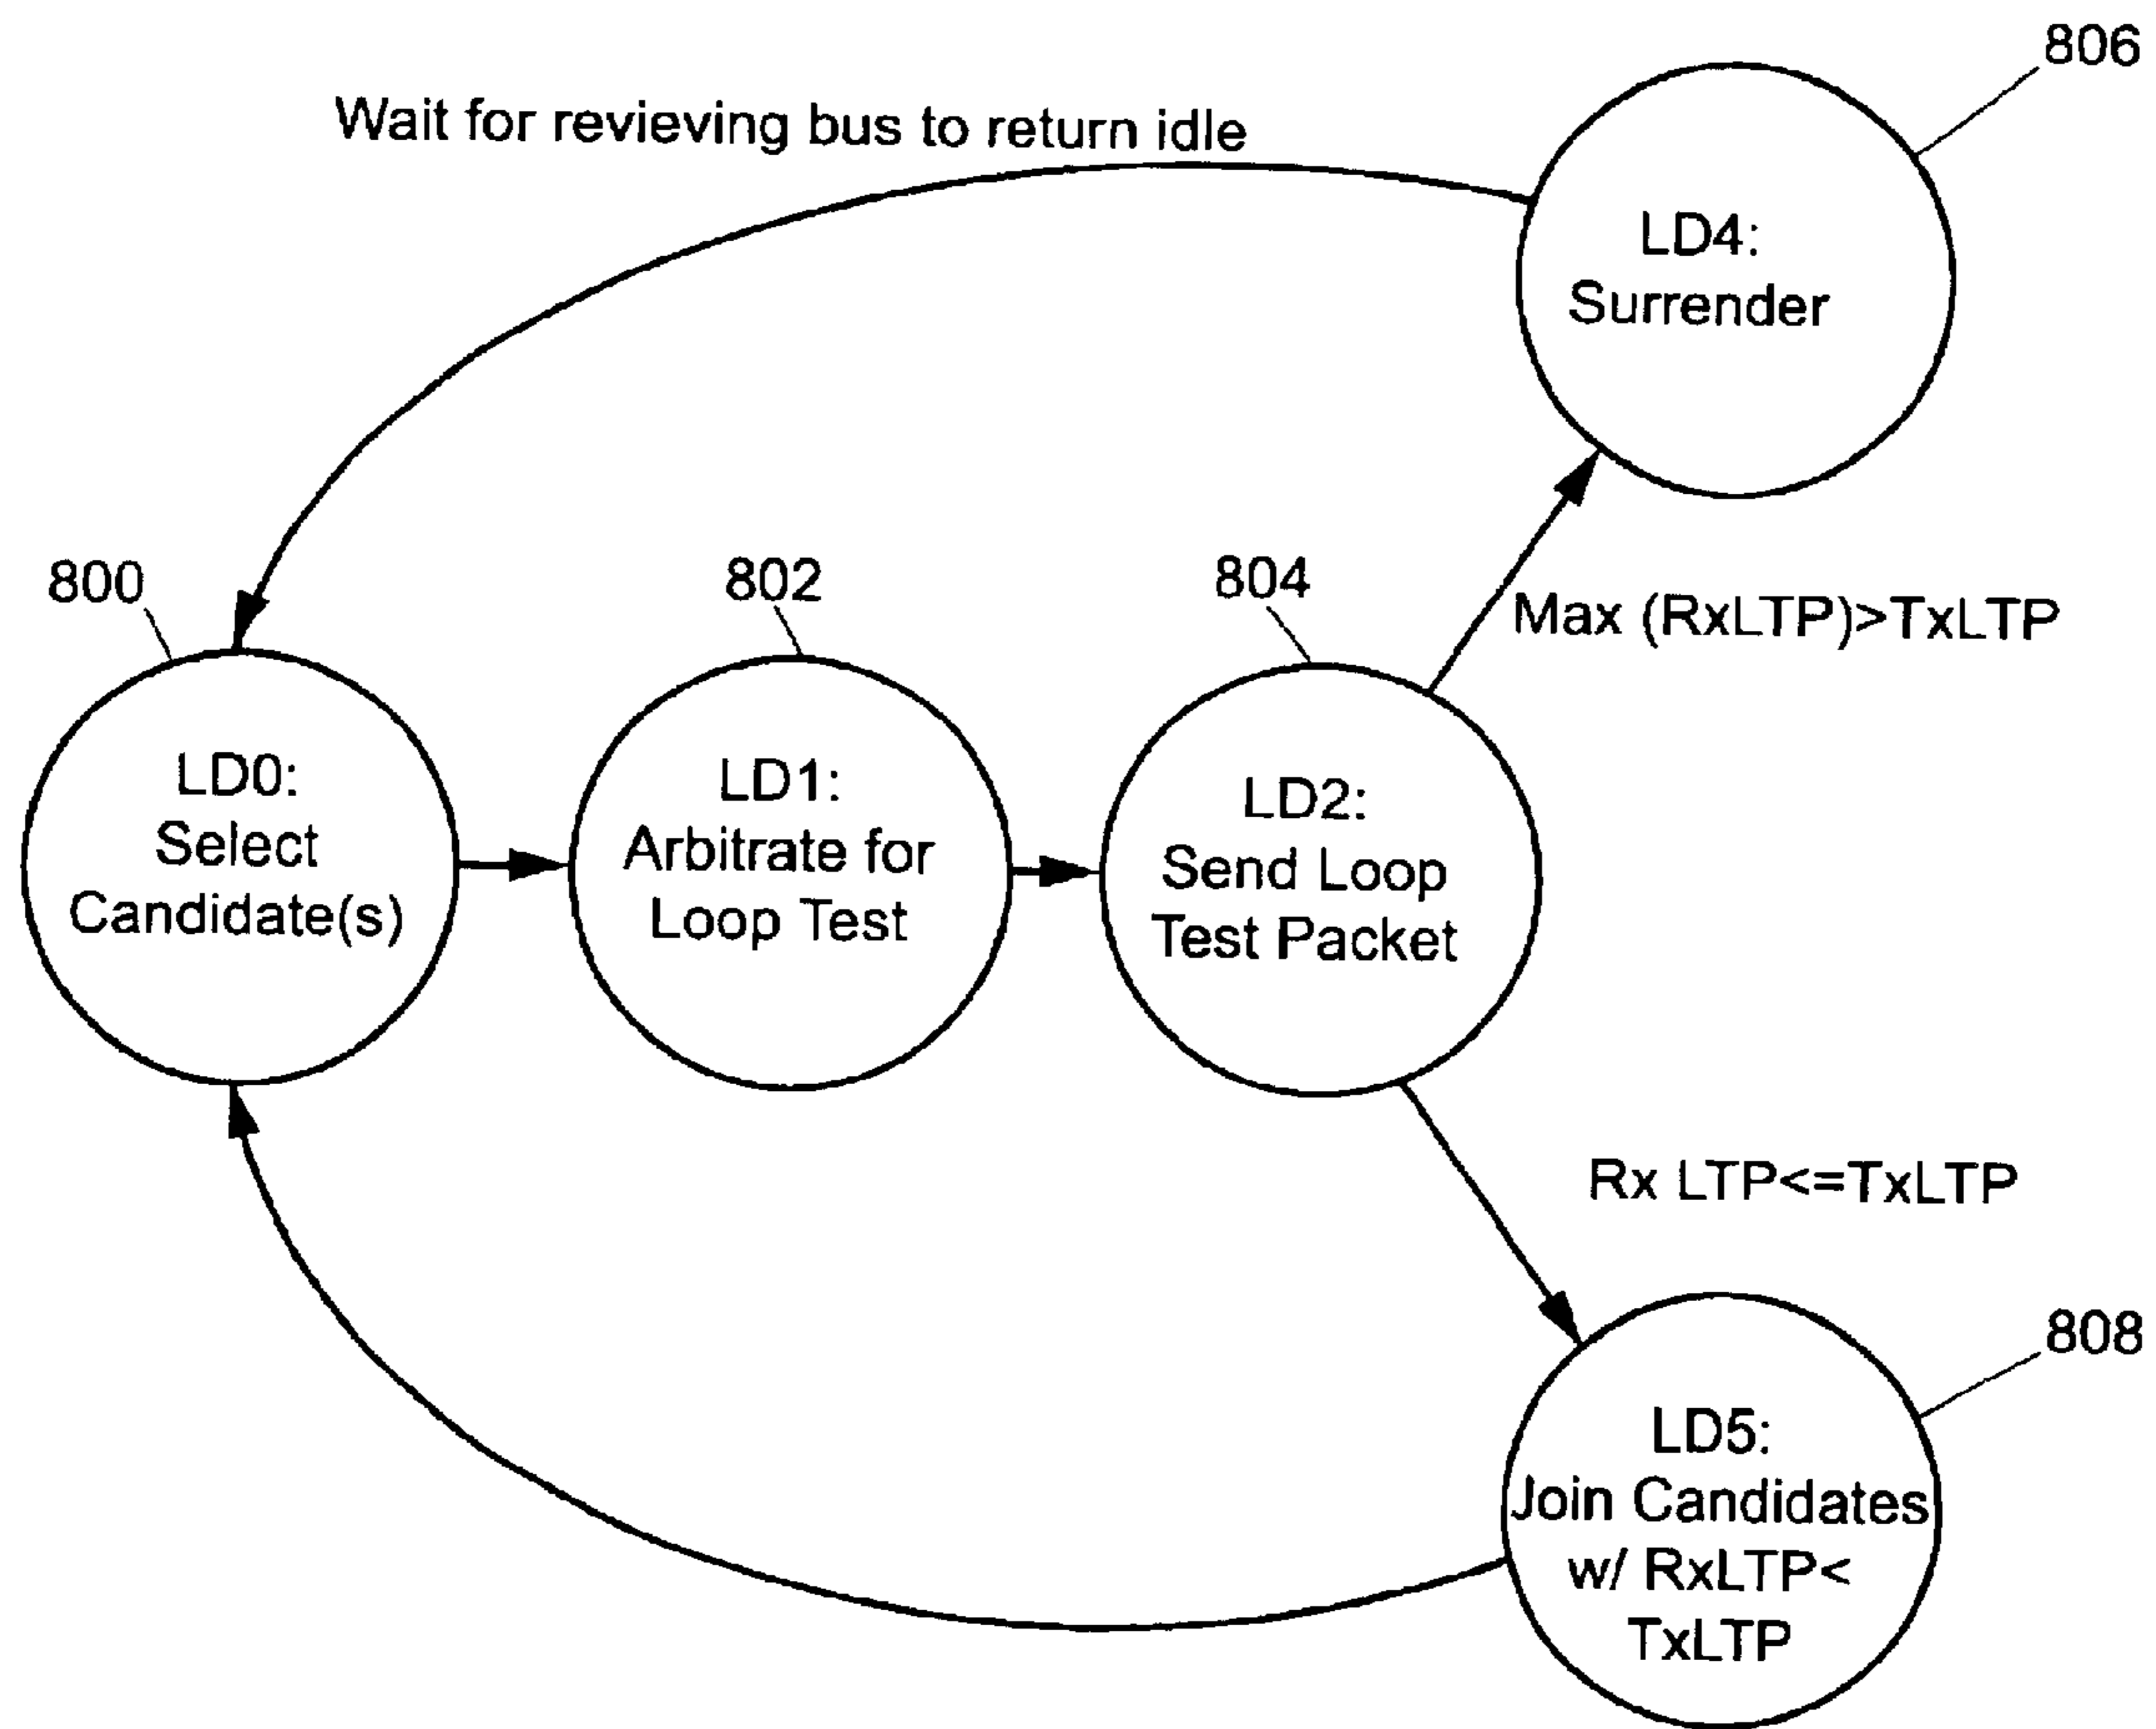 806
Wait for revieving bus to return idle
LD4:
Surrender
800
802
804
Max (RxLTP)>TxLTP
LD0:
Select
Candidate(s)
LD1:
Arbitrate for
Loop Test
LD2:
Send Loop
Test Packet
Rx LTP<=TxLTP
808
LD5:
Join Candidates
w/ RxLTP<
TxLTP